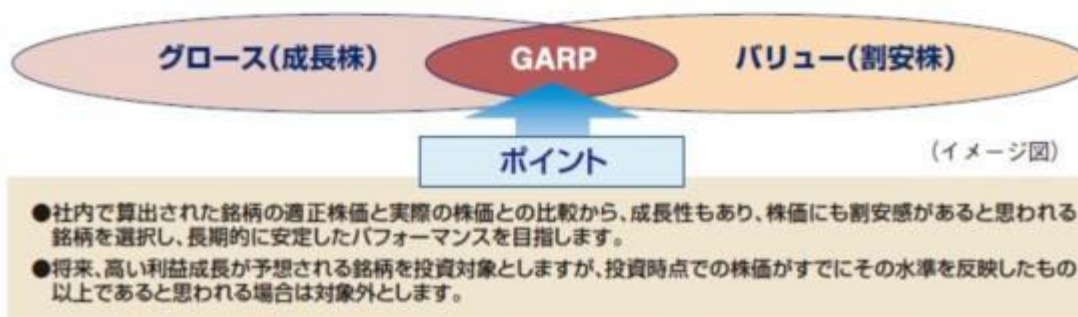 グロース(成長株) GARP バリュー(割安株)
ポイント
(イメージ図)
●社内で算出された銘柄の適正株価と実際の株価との比較から、成長性もあり、株価にも割安感があると思われる
銘柄を選択し、長期的に安定したパフォーマンスを目指します。
●将来、高い利益成長が予想される銘柄を投資対象としますが、投資時点での株価がすでにその水準を反映したもの
以上であると思われる場合は対象外とします。